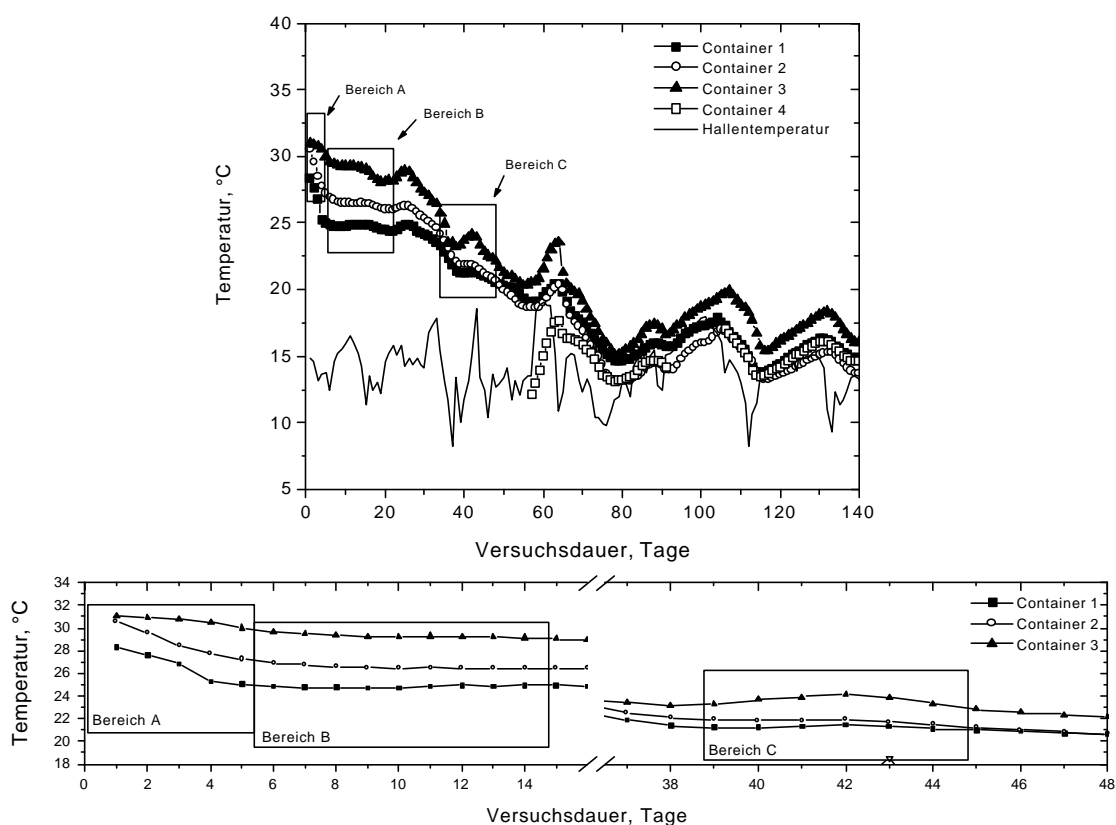 40
35
30
25
20
15
10
5
Temperatur, °C
Container 1
Container 2
Container 3
Container 4
Hallentemperatur
Bereich A
Bereich B
Bereich C
0 20 40 60 80 100 120 140
Versuchsdauer, Tage
34
32
30
28
26
24
22
21
20
18
Temperatur, °C
Container 1
Container 2
Container 3
Bereich A
Bereich B
Bereich C
0 2 4 6 8 10 12 14 38 40 42 44 46 48
Versuchsdauer, Tage